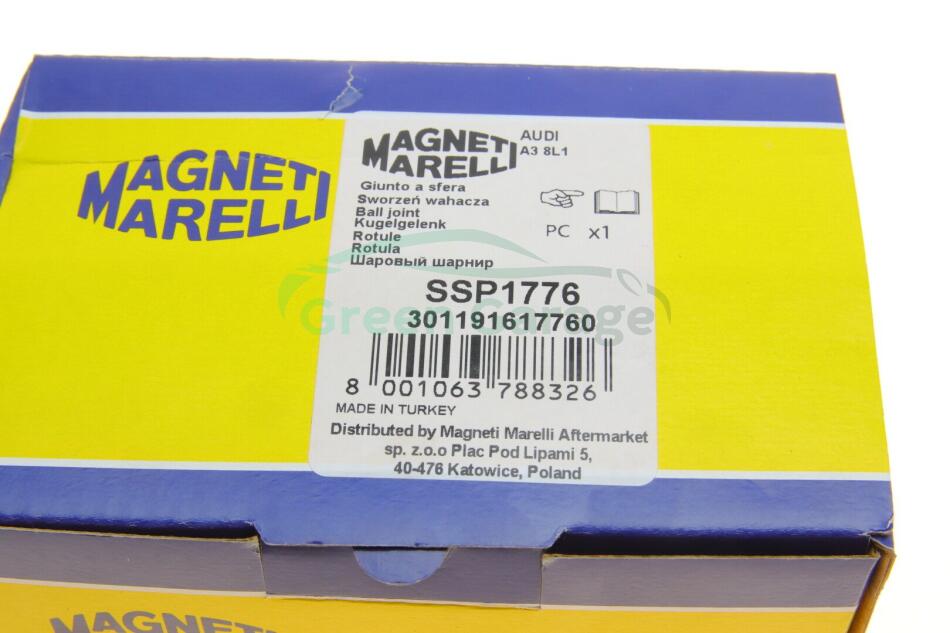 MAGNETI
MARELLI
MAGNETI
MARELLI
AUDI
A3 8L1
Giunto a sfera
Sworzeń wahacza
Ball joint
Kugelgelenk
Rotule
Rotula
Шаровый шарнир
PC x1
SSP1776
Green Garage
301191617760
8 001063 788326
MADE IN TURKEY
Distributed by Magneti Marelli Aftermarket
sp. z.o.o Plac Pod Lipami 5,
40-476 Katowice, Poland
MAGNETI